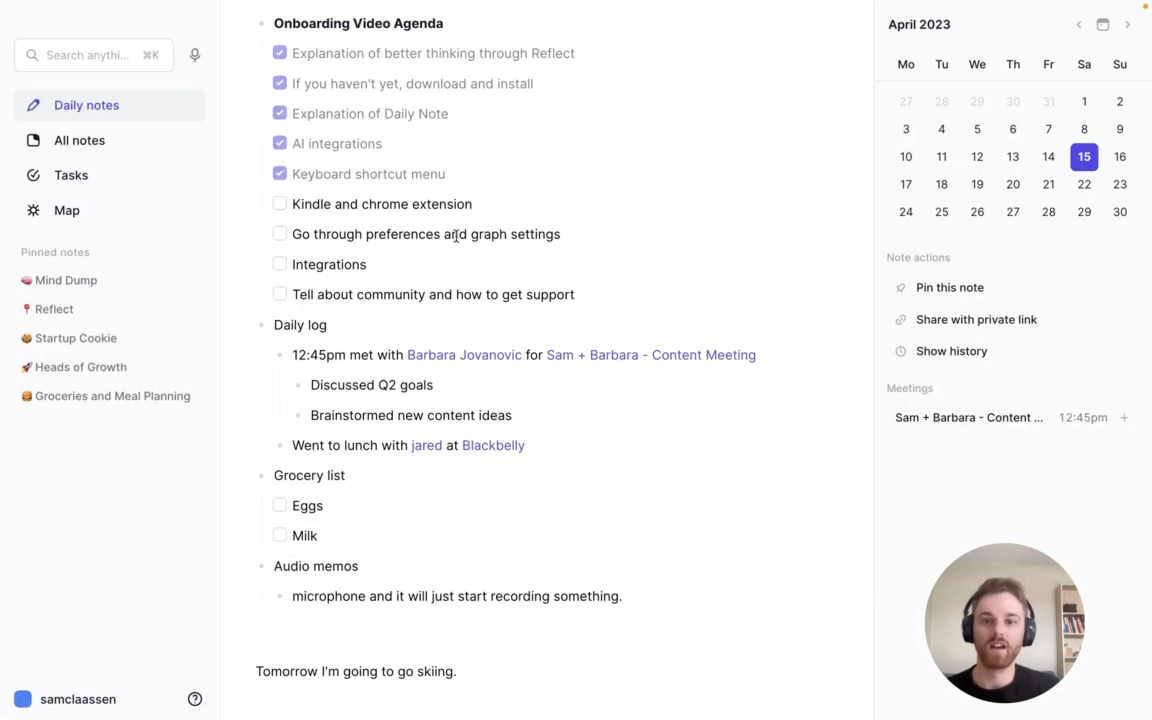 Search anythi... ⌘K
Daily notes
All notes
Tasks
Map
Pinned notes
🧠 Mind Dump
📍 Reflect
🍪 Startup Cookie
🚀 Heads of Growth
🍔 Groceries and Meal Planning
samclaassen
Onboarding Video Agenda
Explanation of better thinking through Reflect
If you haven't yet, download and install
Explanation of Daily Note
AI integrations
Keyboard shortcut menu
Kindle and chrome extension
Go through preferences and graph settings
Integrations
Tell about community and how to get support
Daily log
12:45pm met with Barbara Jovanovic for Sam + Barbara - Content Meeting
Discussed Q2 goals
Brainstormed new content ideas
Went to lunch with jared at Blackbelly
Grocery list
Eggs
Milk
Audio memos
microphone and it will just start recording something.
Tomorrow I'm going to go skiing.
April 2023
Mo Tu We Th Fr Sa Su
27 28 29 30 31 1 2
3 4 5 6 7 8 9
10 11 12 13 14 15 16
17 18 19 20 21 22 23
24 25 26 27 28 29 30
Note actions
Pin this note
Share with private link
Show history
Meetings
Sam + Barbara - Content ... 12:45pm +